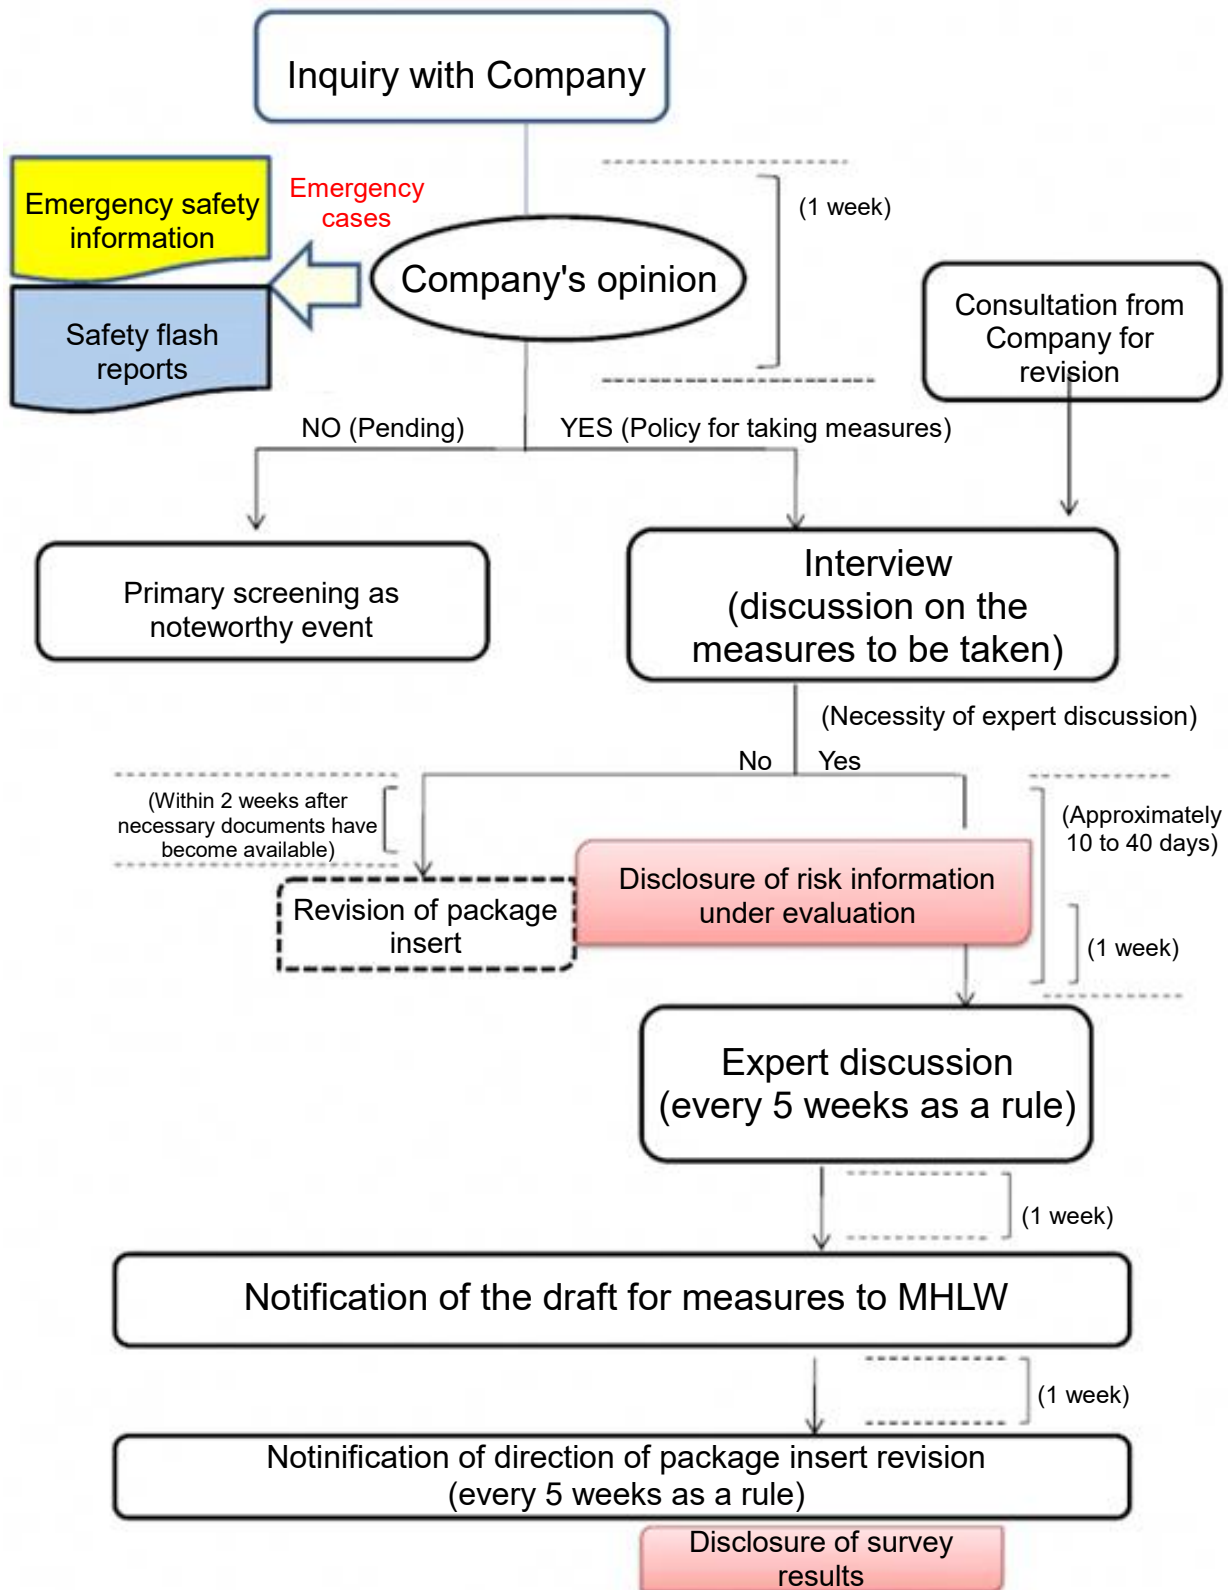 Inquiry with Company
Emergency safety
information
Emergency
cases
(1 week)
Company's opinion
Safety flash
reports
Consultation from
Company for
revision
NO (Pending)
YES (Policy for taking measures)
Primary screening as
noteworthy event
Interview
(discussion on the
measures to be taken)
(Necessity of expert discussion)
No
Yes
(Within 2 weeks after
necessary documents have
become available)
(Approximately
10 to 40 days)
Disclosure of risk information
under evaluation
Revision of package
insert
(1 week)
Expert discussion
(every 5 weeks as a rule)
(1 week)
Notification of the draft for measures to MHLW
(1 week)
Notinification of direction of package insert revision
(every 5 weeks as a rule)
Disclosure of survey
results